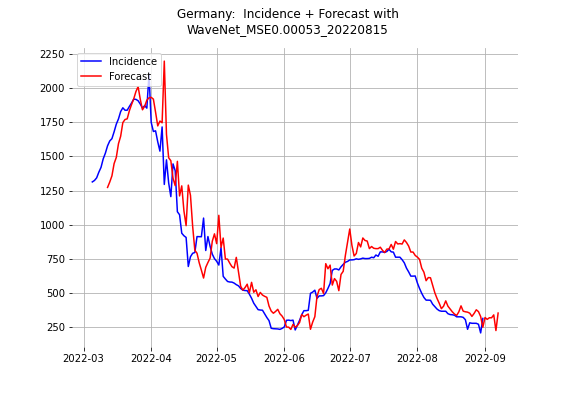 Germany:  Incidence + Forecast with
WaveNet_MSE0.00053_20220815
Incidence
Forecast
2250
2000
1750
1500
1250
1000
750
500
250
2022-03 2022-04 2022-05 2022-06 2022-07 2022-08 2022-09